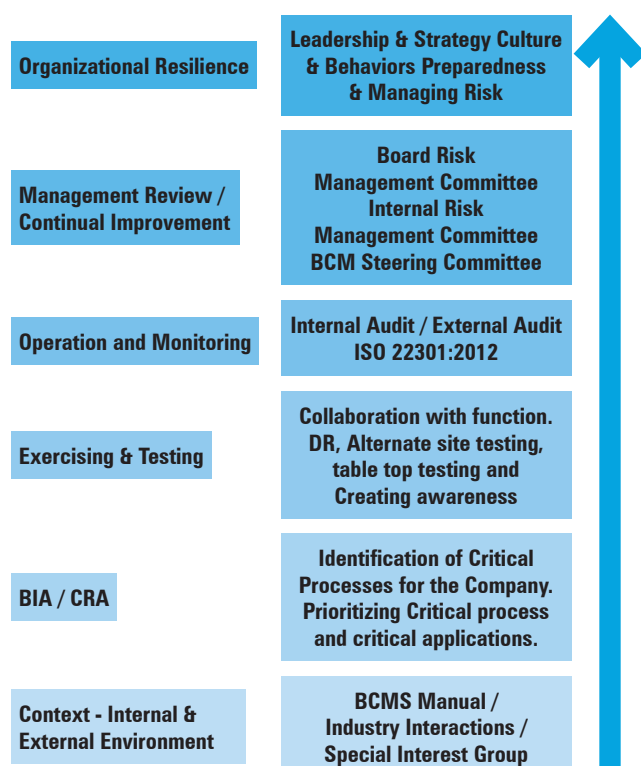 Organizational Resilience
Leadership & Strategy Culture
& Behaviors Preparedness
& Managing Risk
Management Review /
Continual Improvement
Board Risk
Management Committee
Internal Risk
Management Committee
BCM Steering Committee
Operation and Monitoring
Internal Audit / External Audit
ISO 22301:2012
Exercising & Testing
Collaboration with function.
DR, Alternate site testing,
table top testing and
Creating awareness
BIA / CRA
Identification of Critical
Processes for the Company.
Prioritizing Critical process
and critical applications.
Context - Internal &
External Environment
BCMS Manual /
Industry Interactions /
Special Interest Group